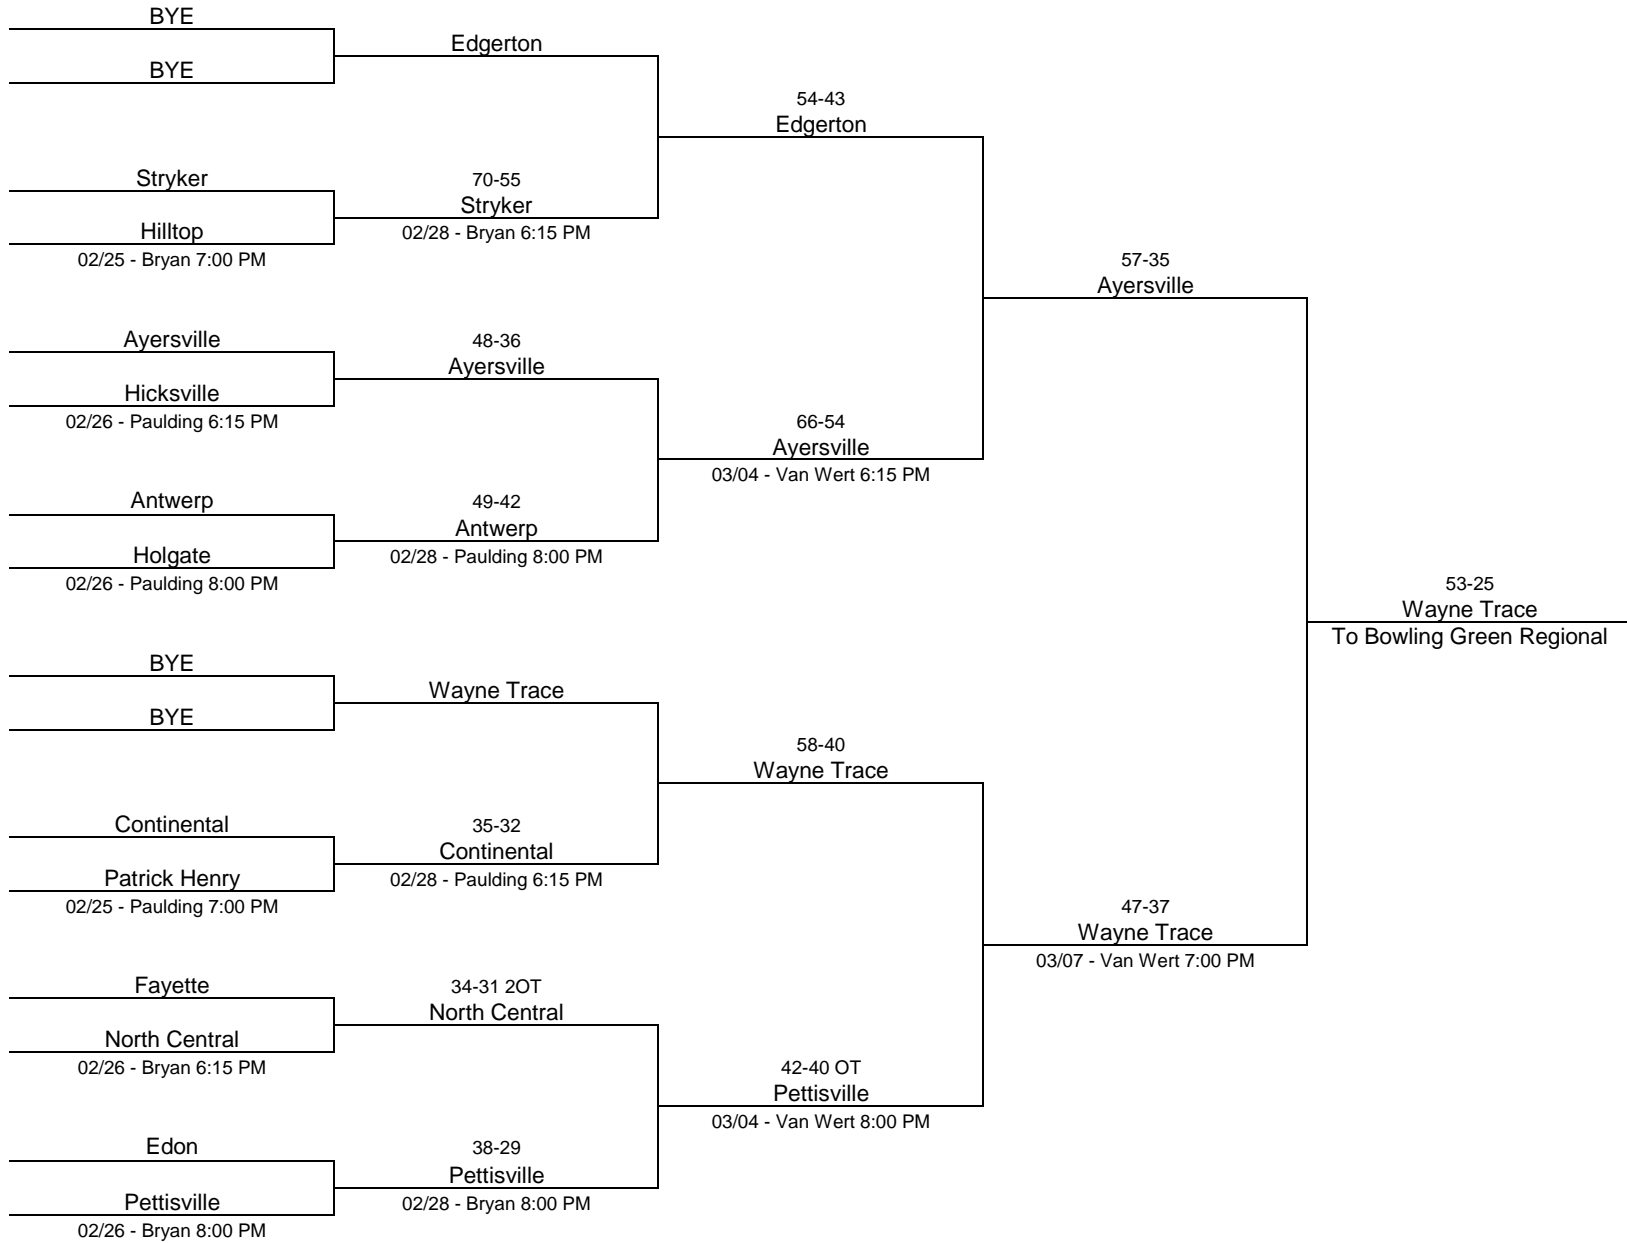 BYE
BYE
Edgerton
Stryker
Hilltop
02/25 - Bryan 7:00 PM
70-55
Stryker
02/28 - Bryan 6:15 PM
54-43
Edgerton
Ayersville
Hicksville
02/26 - Paulding 6:15 PM
48-36
Ayersville
Antwerp
Holgate
02/26 - Paulding 8:00 PM
49-42
Antwerp
02/28 - Paulding 8:00 PM
66-54
Ayersville
03/04 - Van Wert 6:15 PM
57-35
Ayersville
BYE
BYE
Wayne Trace
Continental
Patrick Henry
02/25 - Paulding 7:00 PM
35-32
Continental
02/28 - Paulding 6:15 PM
58-40
Wayne Trace
Fayette
North Central
02/26 - Bryan 6:15 PM
34-31 2OT
North Central
Edon
Pettisville
02/26 - Bryan 8:00 PM
38-29
Pettisville
02/28 - Bryan 8:00 PM
42-40 OT
Pettisville
03/04 - Van Wert 8:00 PM
47-37
Wayne Trace
03/07 - Van Wert 7:00 PM
53-25
Wayne Trace
To Bowling Green Regional